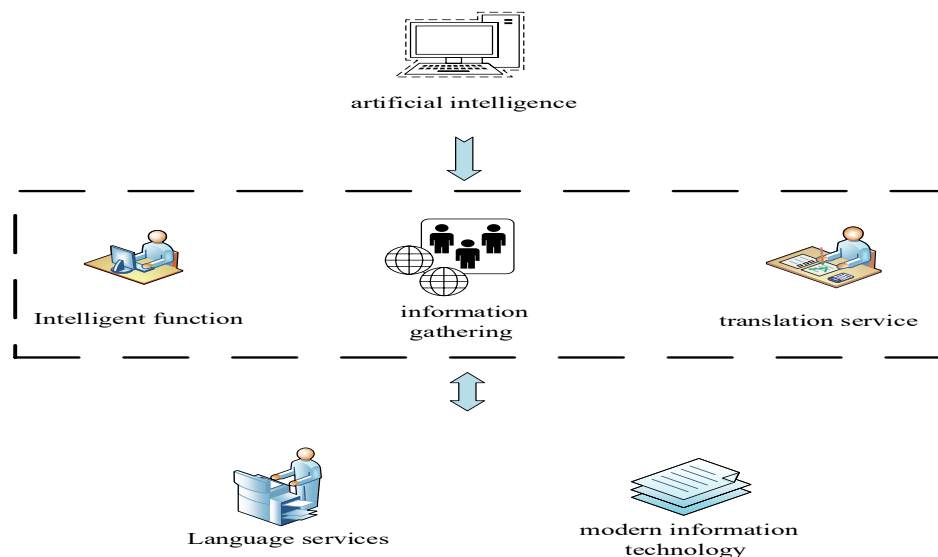 artificial intelligence
Intelligent function
information
gathering
translation service
Language services
modern information
technology